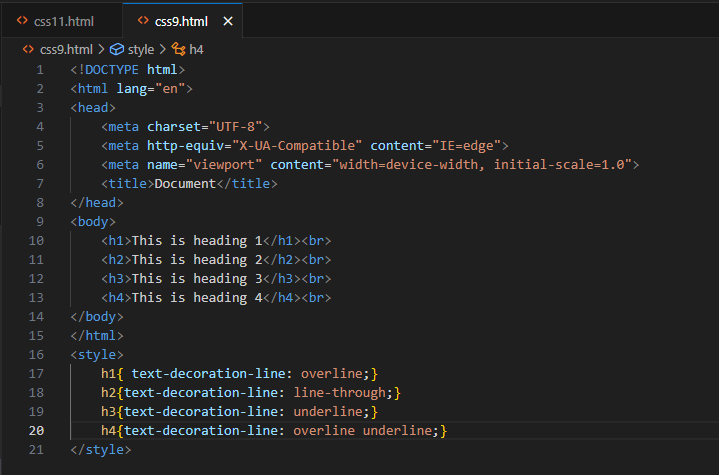 css11.html css9.html ×
css9.html > style > h4
1 <!DOCTYPE html>
2 <html lang="en">
3 <head>
4     <meta charset="UTF-8">
5     <meta http-equiv="X-UA-Compatible" content="IE=edge">
6     <meta name="viewport" content="width=device-width, initial-scale=1.0">
7     <title>Document</title>
8 </head>
9 <body>
10     <h1>This is heading 1</h1><br>
11     <h2>This is heading 2</h2><br>
12     <h3>This is heading 3</h3><br>
13     <h4>This is heading 4</h4><br>
14 </body>
15 </html>
16 <style>
17     h1{ text-decoration-line: overline;}
18     h2{text-decoration-line: line-through;}
19     h3{text-decoration-line: underline;}
20     h4{text-decoration-line: overline underline;}
21 </style>